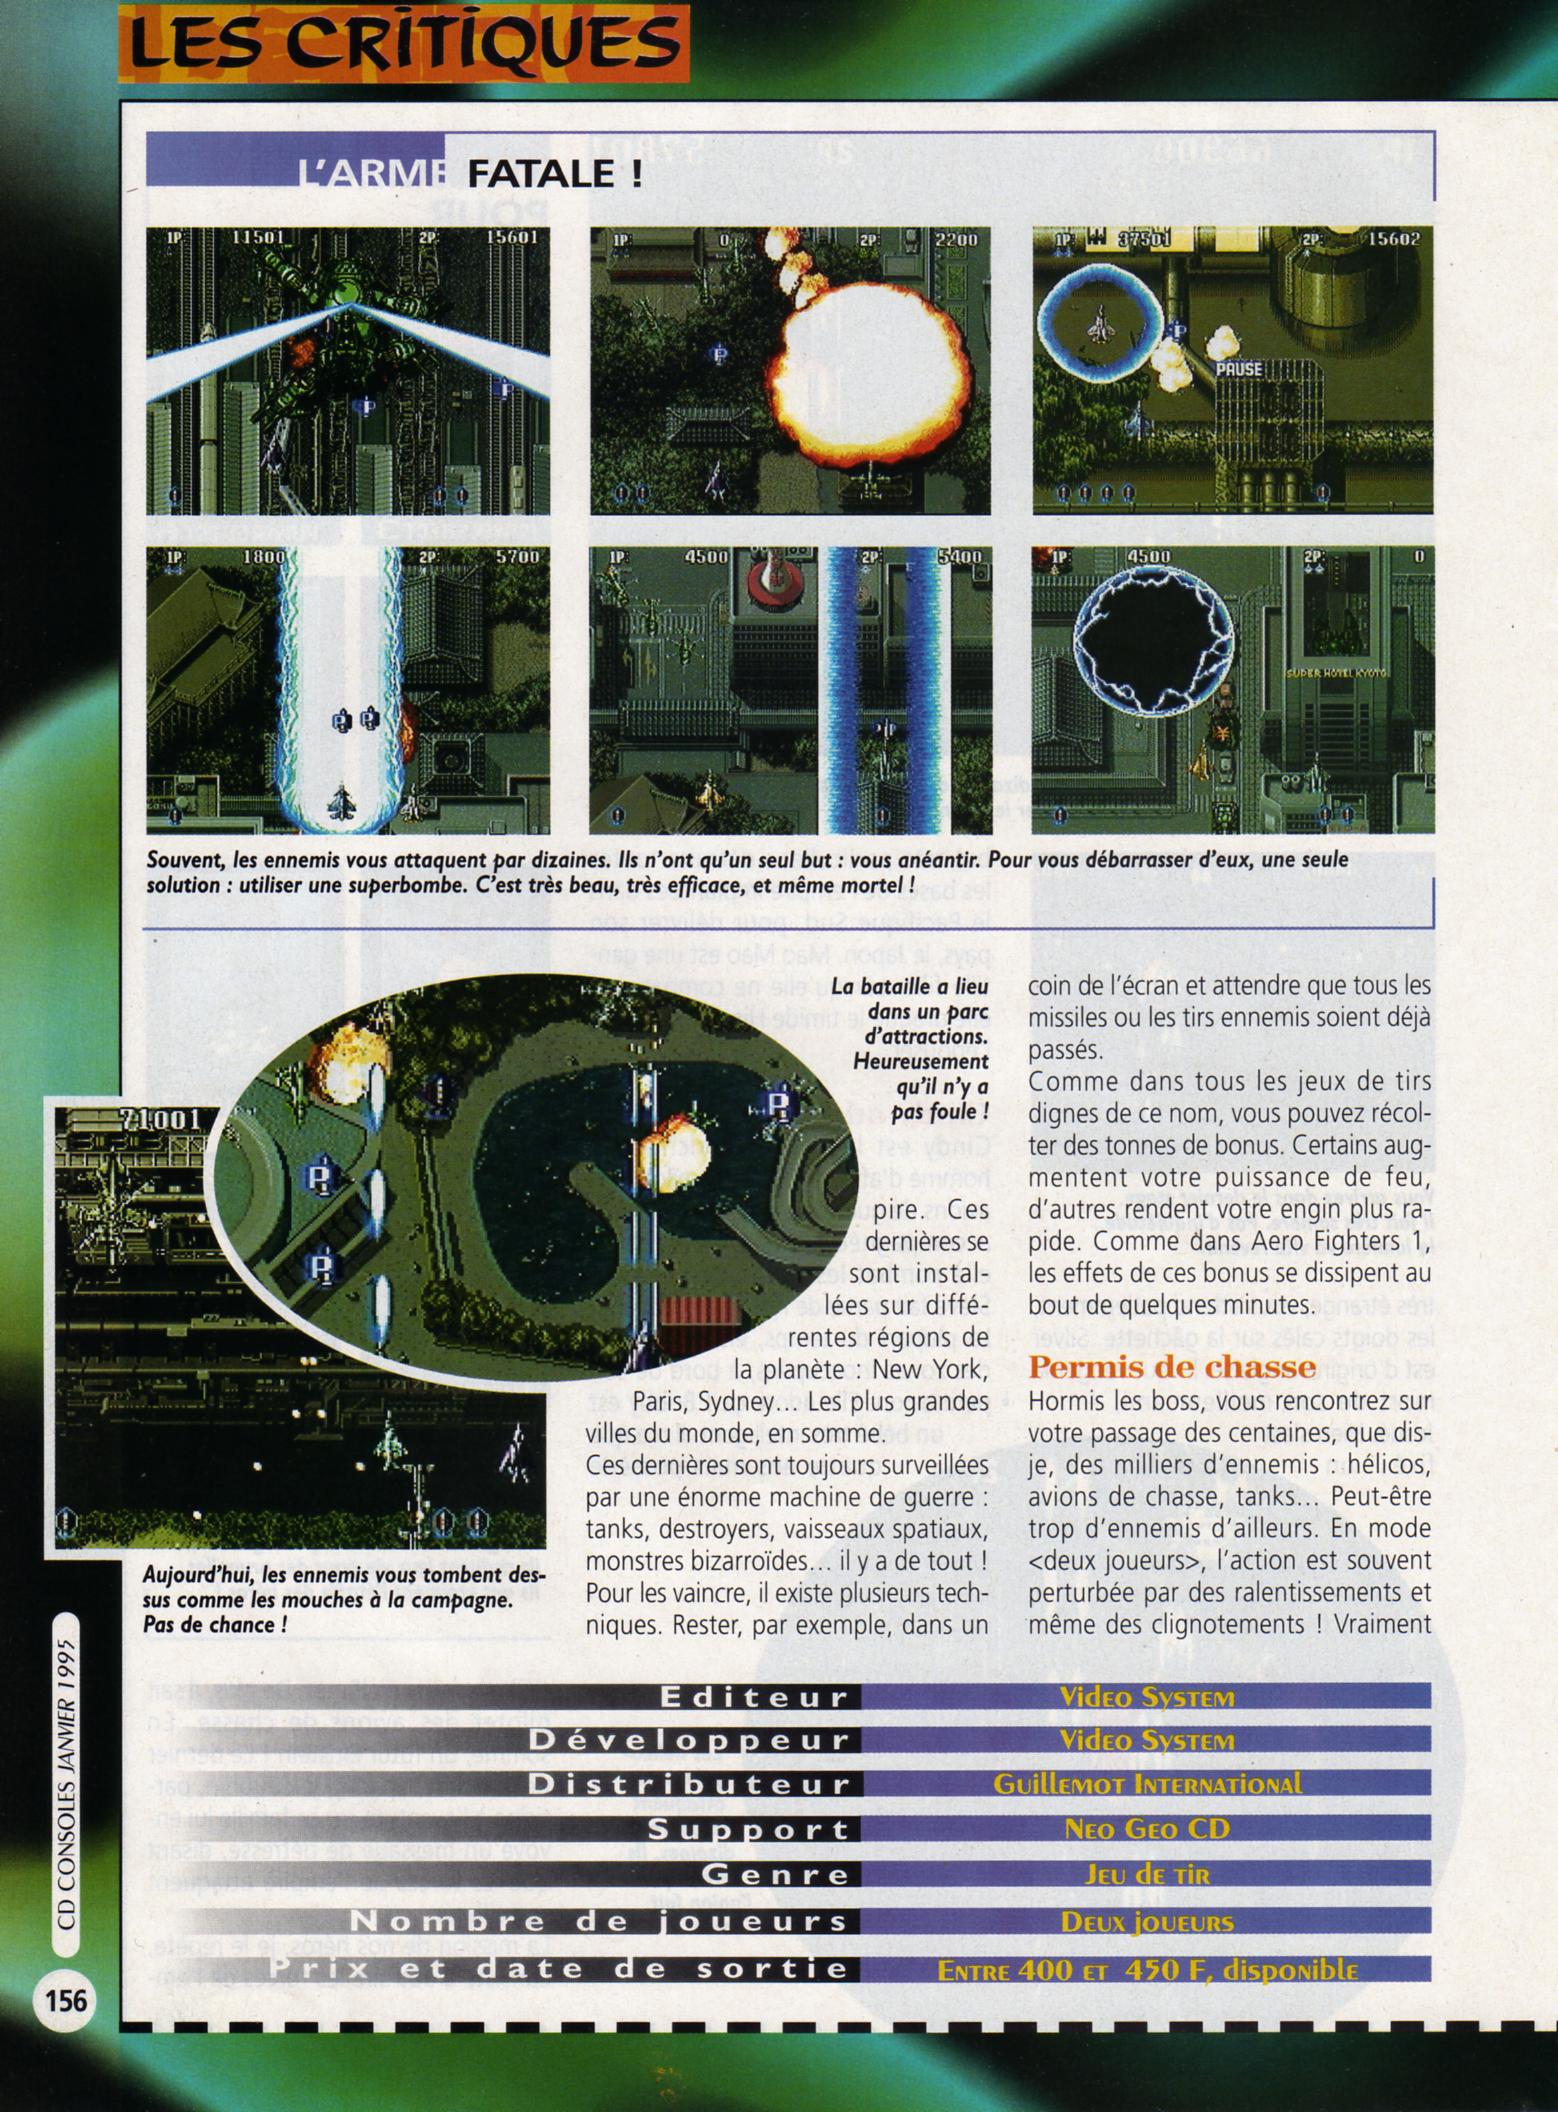 LES CRITIQUES
L'ARME FATALE !
1P: 11501 2P: 15601
1P: 0 2P: 2200
1P: 37501 2P: 15602
PAUSE
1P: 1800 2P: 5700
1P: 4500 2P: 5400
1P: 4500 2P: 0
SUPER HOTEL KYOTO
Souvent, les ennemis vous attaquent par dizaines. Ils n'ont qu'un seul but : vous anéantir. Pour vous débarrasser d'eux, une seule
solution : utiliser une superbombe. C'est très beau, très efficace, et même mortel !
71001
P
P
P
La bataille a lieu
dans un parc
d'attractions.
Heureusement
qu'il n'y a
pas foule !
Aujourd'hui, les ennemis vous tombent des-
sus comme les mouches à la campagne.
Pas de chance !
pire. Ces
dernières se
sont instal-
lées sur diffé-
rentes régions de
la planète : New York,
Paris, Sydney... Les plus grandes
villes du monde, en somme.
Ces dernières sont toujours surveillées
par une énorme machine de guerre :
tanks, destroyers, vaisseaux spatiaux,
monstres bizarroïdes... il y a de tout !
Pour les vaincre, il existe plusieurs tech-
niques. Rester, par exemple, dans un
coin de l'écran et attendre que tous les
missiles ou les tirs ennemis soient déjà
passés.
Comme dans tous les jeux de tirs
dignes de ce nom, vous pouvez récol-
ter des tonnes de bonus. Certains aug-
mentent votre puissance de feu,
d'autres rendent votre engin plus ra-
pide. Comme dans Aero Fighters 1,
les effets de ces bonus se dissipent au
bout de quelques minutes.
Permis de chasse
Hormis les boss, vous rencontrez sur
votre passage des centaines, que dis-
je, des milliers d'ennemis : hélicos,
avions de chasse, tanks... Peut-être
trop d'ennemis d'ailleurs. En mode
<deux joueurs>, l'action est souvent
perturbée par des ralentissements et
même des clignotements ! Vraiment
Editeur VIDEO SYSTEM
Développeur VIDEO SYSTEM
Distributeur GUILLEMOT INTERNATIONAL
Support NEO GEO CD
Genre JEU DE TIR
Nombre de joueurs DEUX JOUEURS
Prix et date de sortie ENTRE 400 ET 450 F, disponible
CD CONSOLES JANVIER 1995
156